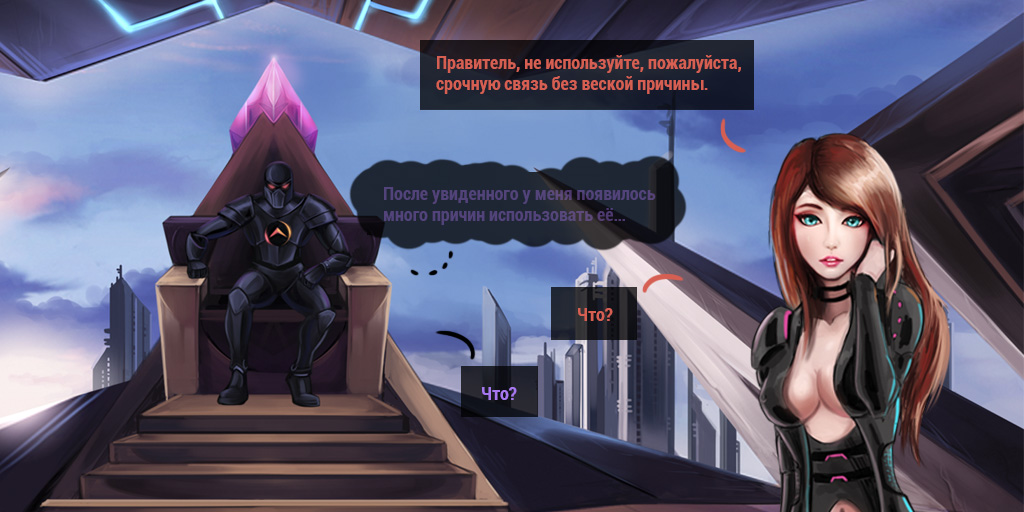 Правитель, не используйте, пожалуйста,
срочную связь без веской причины.
После увиденного у меня появилось
много причин использовать её...
Что?
Что?